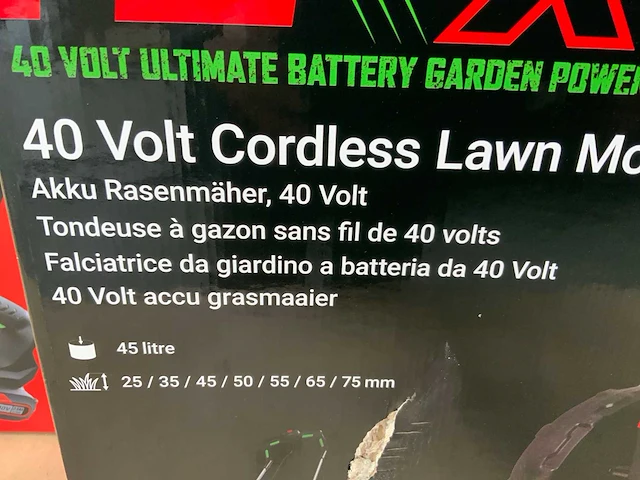 40 VOLT ULTIMATE BATTERY GARDEN POWER
40 Volt Cordless Lawn Mo
Akku Rasenmäher, 40 Volt
Tondeuse à gazon sans fil de 40 volts
Falciatrice da giardino a batteria da 40 Volt
40 Volt accu grasmaaier
45 litre
25 / 35 / 45 / 50 / 55 / 65 / 75 mm